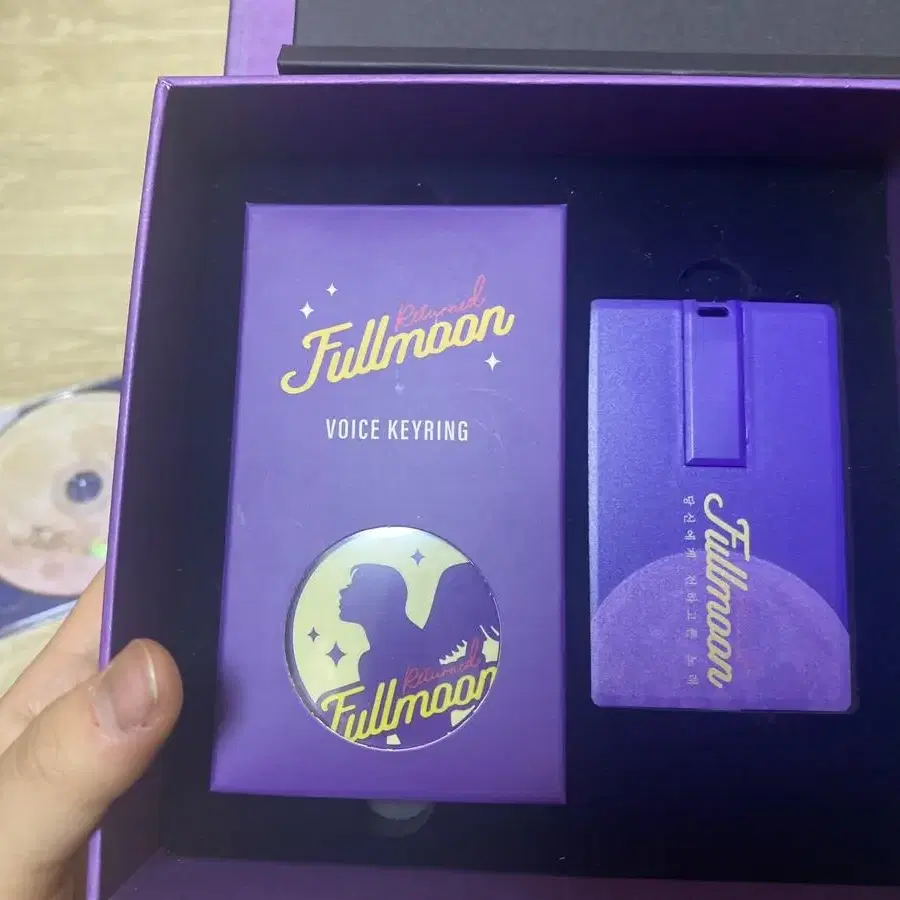 Returned
Fullmoon
VOICE KEYRING
Returned
Fullmoon
Fullmoon
당신에게 전하고픈 노래